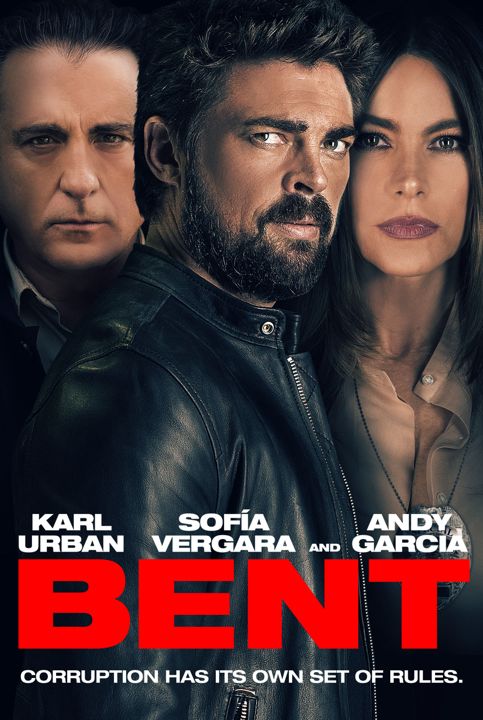 KARL SOFÍA ANDY
URBAN VERGARA AND GARCIA
BENT
CORRUPTION HAS ITS OWN SET OF RULES.